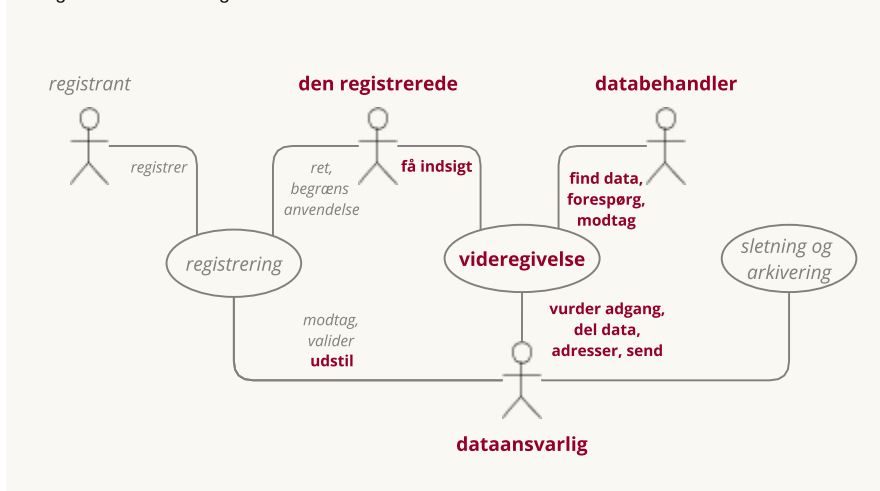 registrant
den registrerede
databehandler
registrer
ret,
begræns
anvendelse
få indsigt
find data,
forespørg,
modtag
registrering
videregivelse
sletning og
arkivering
modtag,
valider
udstil
vurder adgang,
del data,
adresser, send
dataansvarlig